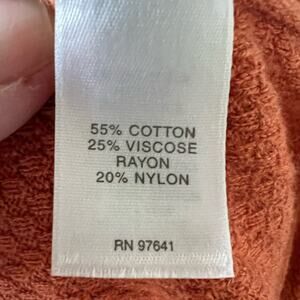 55% COTTON
25% VISCOSE
RAYON
20% NYLON
RN 97641